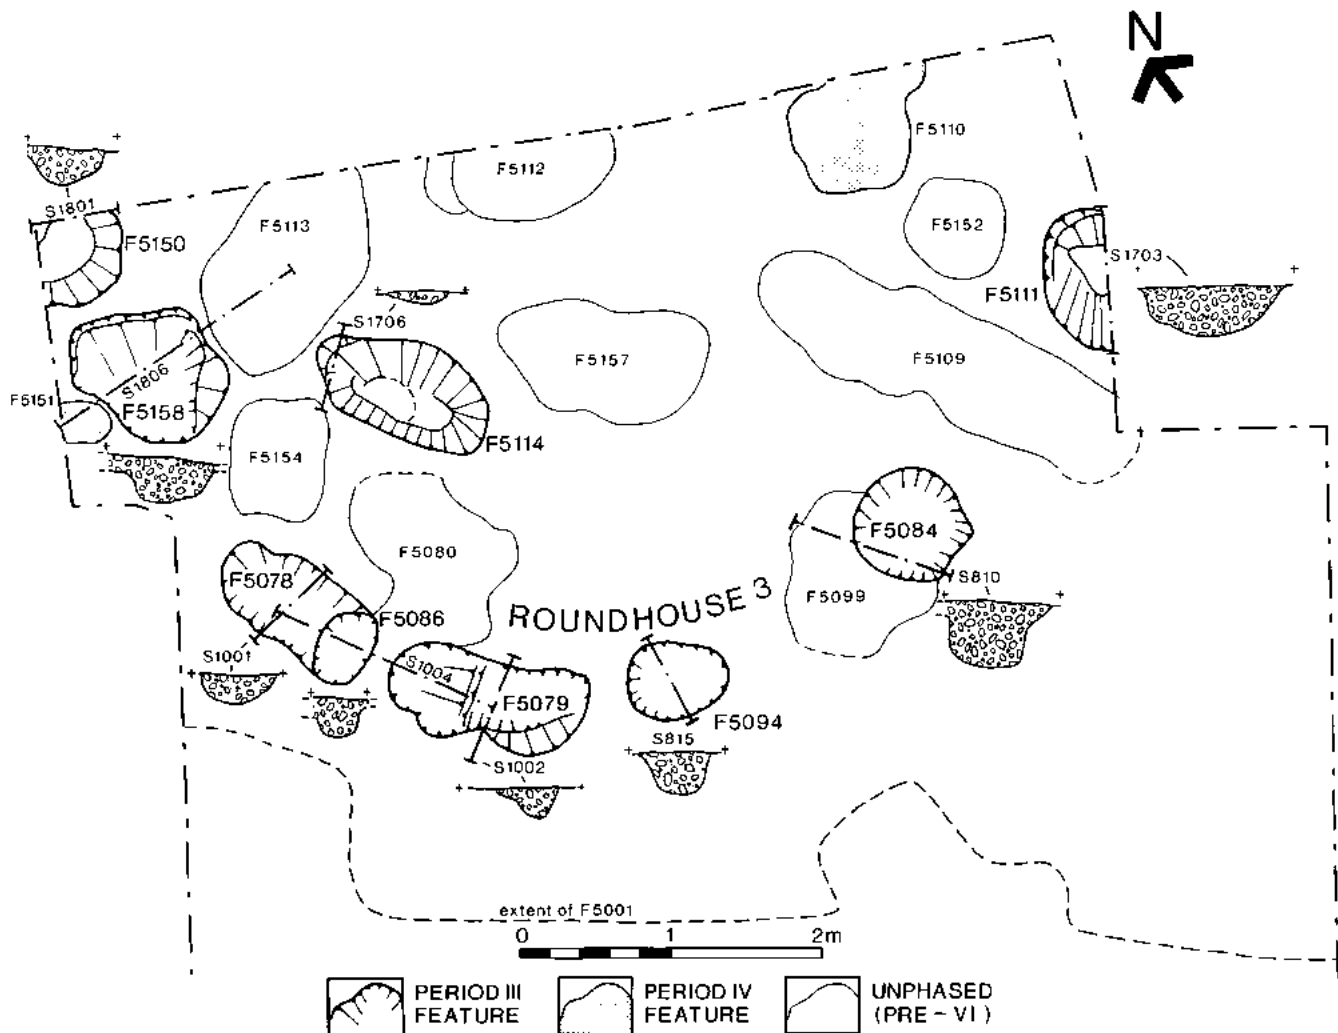 N
F5110
F5112
S1801
F5150
F5113
F5152
S1703
F5111
S1706
F5157
F5109
S1806
F5151
F5158
F5114
F5154
F5084
F5080
F5078
S810
F5099
F5086
ROUNDHOUSE 3
S1001
S1004
F5079
F5094
S815
S1002
extent of F5001
0 1 2m
PERIOD III
FEATURE
PERIOD IV
FEATURE
UNPHASED
(PRE-VI)